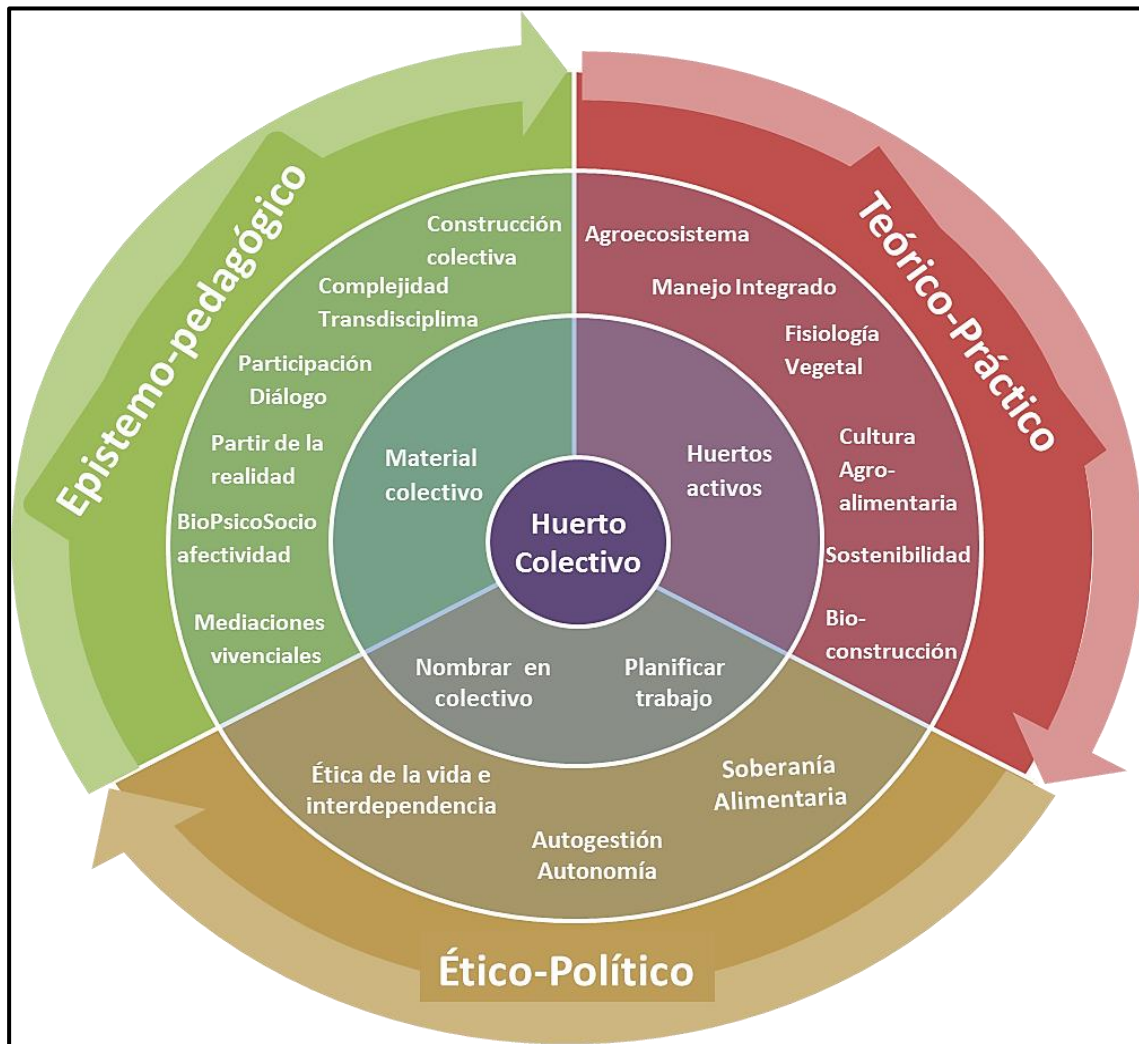 Epistemo-pedagógico
Construcción
colectiva
Complejidad
Transdisciplima
Participación
Diálogo
Partir de la
realidad
BioPsicoSocio
afectividad
Mediaciones
vivenciales
Material
colectivo
Teórico-Práctico
Agroecosistema
Manejo Integrado
Fisiología
Vegetal
Cultura
Agro-
alimentaria
Sostenibilidad
Bio-
construcción
Huertos
activos
Huerto
Colectivo
Nombrar en
colectivo
Planificar
trabajo
Ética de la vida e
interdependencia
Autogestión
Autonomía
Soberanía
Alimentaria
Ético-Político